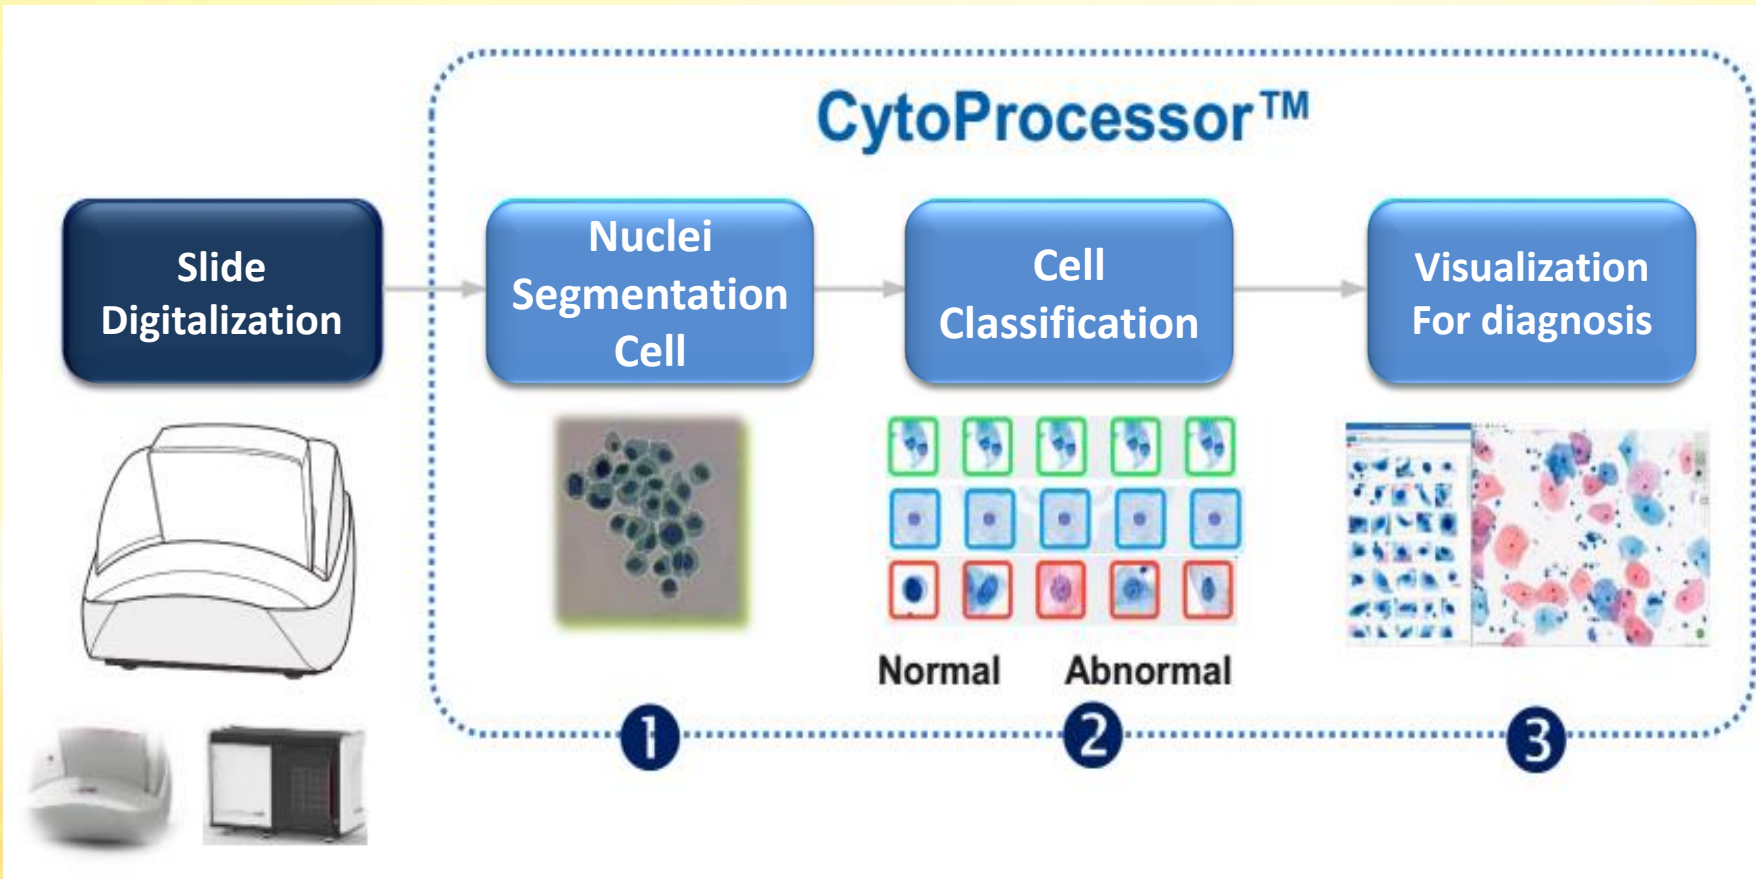 CytoProcessor™
Slide
Digitalization
Nuclei
Segmentation
Cell
Cell
Classification
Visualization
For diagnosis
Normal Abnormal
1 2 3